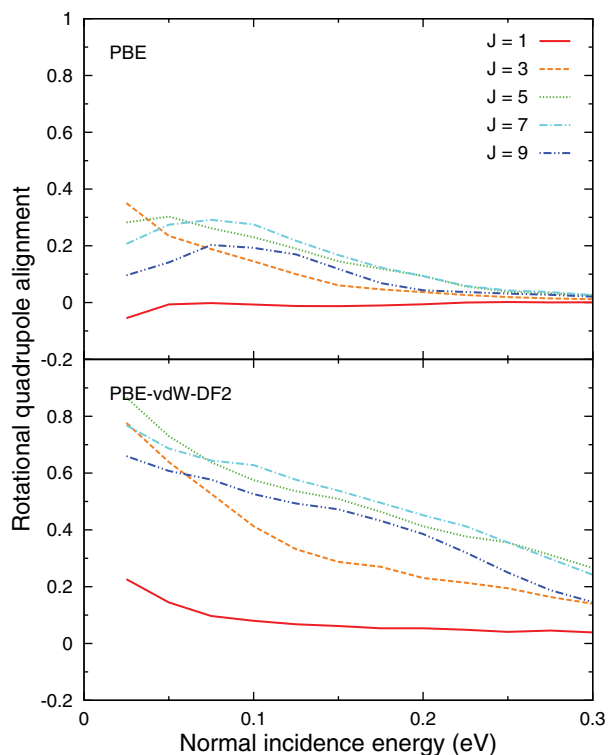 1
PBE
J = 1
0.8
J = 3
J = 5
0.6
J = 7
J = 9
0.4
0.2
0
-0.2
PBE-vdW-DF2
0.8
0.6
0.4
0.2
0
-0.2
0
0.1
0.2
0.3
Rotational quadrupole alignment
Normal incidence energy (eV)